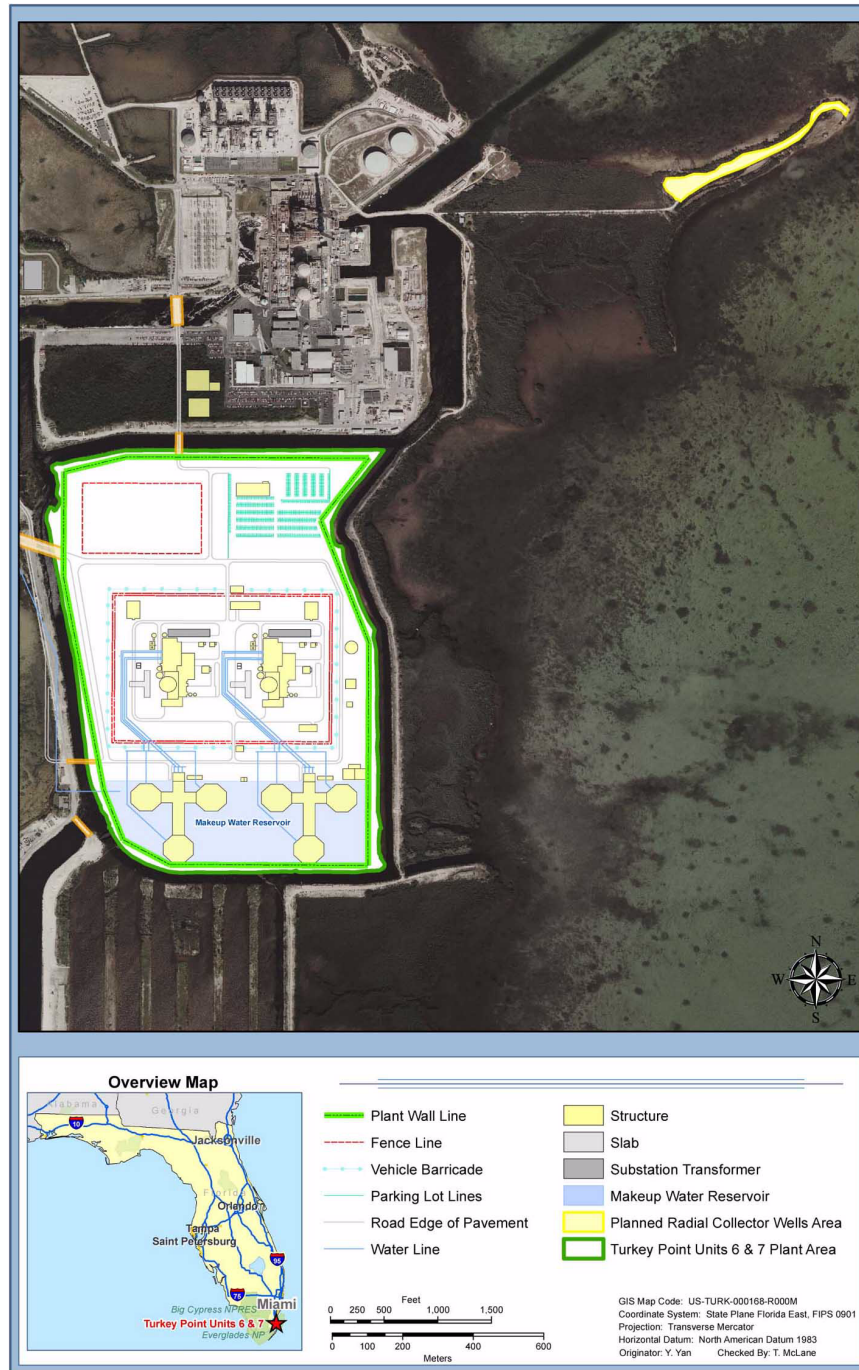 Makeup Water Reservoir
N
W
E
S
Overview Map
Alabama
Georgia
10
Jacksonville
Florida
Orlando
Tampa
Saint Petersburg
95
75
Miami
Big Cypress NPRES
Turkey Point Units 6 & 7
Everglades NP
Plant Wall Line
Fence Line
Vehicle Barricade
Parking Lot Lines
Road Edge of Pavement
Water Line
Structure
Slab
Substation Transformer
Makeup Water Reservoir
Planned Radial Collector Wells Area
Turkey Point Units 6 & 7 Plant Area
Feet
0 250 500 1,000 1,500
0 100 200 400 600
Meters
GIS Map Code: US-TURK-000168-R000M
Coordinate System: State Plane Florida East, FIPS 0901
Projection: Transverse Mercator
Horizontal Datum: North American Datum 1983
Originator: Y. Yan Checked By: T. McLane